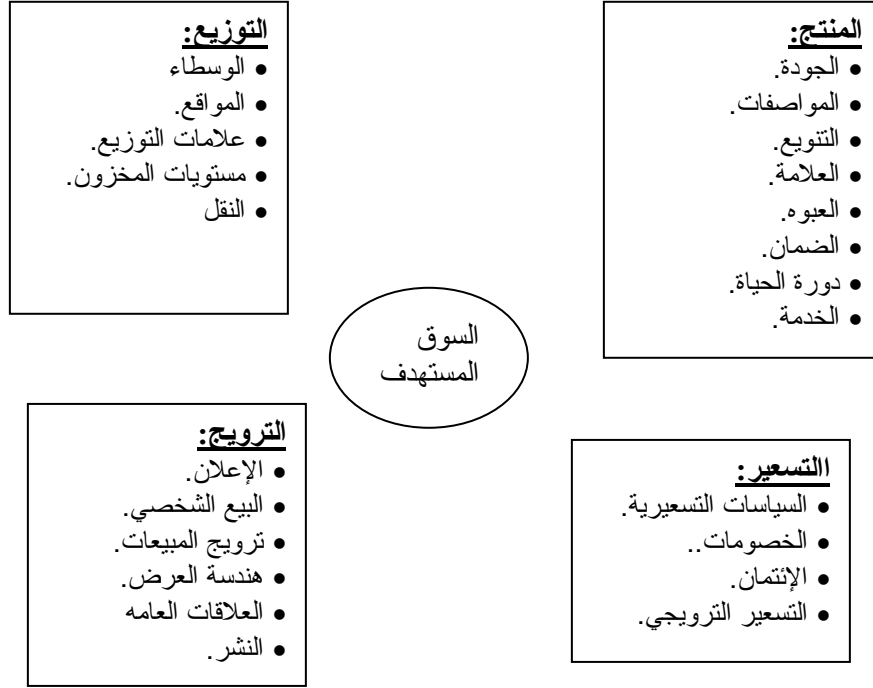 المنتج:
• الجودة.
• المواصفات.
• التنويع.
• العلامة.
• العبوه.
• الضمان.
• دورة الحياة.
• الخدمة.
التوزيع:
• الوسطاء
• المواقع.
• علامات التوزيع.
• مستويات المخزون.
• النقل
السوق
المستهدف
االتسعير:
• السياسات التسعيرية.
• الخصومات..
• الإئتمان.
• التسعير الترويجي.
الترويج:
• الإعلان.
• البيع الشخصي.
• ترويج المبيعات.
• هندسة العرض.
• العلاقات العامه
• النشر.